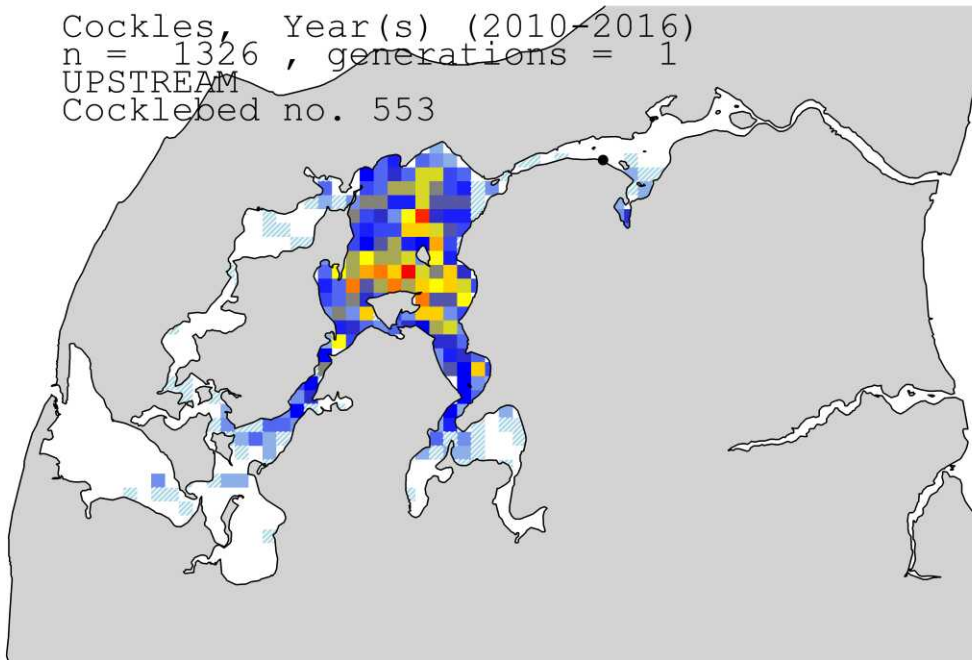 Cockles,  Year(s) (2010-2016)
n =  1326 , generations =  1
UPSTREAM
Cocklebed no. 553